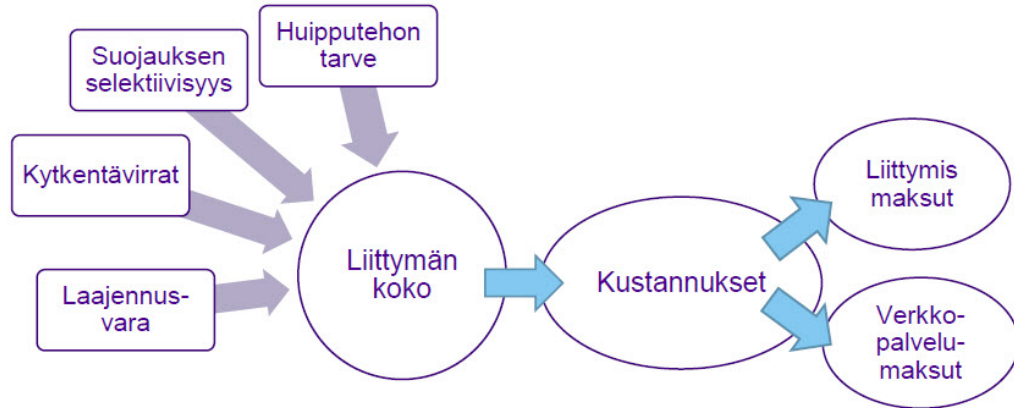 Huipputehon
tarve
Suojauksen
selektiivisyys
Kytkentävirrat
Laajennus-
vara
Liittymän
koko
Kustannukset
Liittymis
maksut
Verkko-
palvelu-
maksut